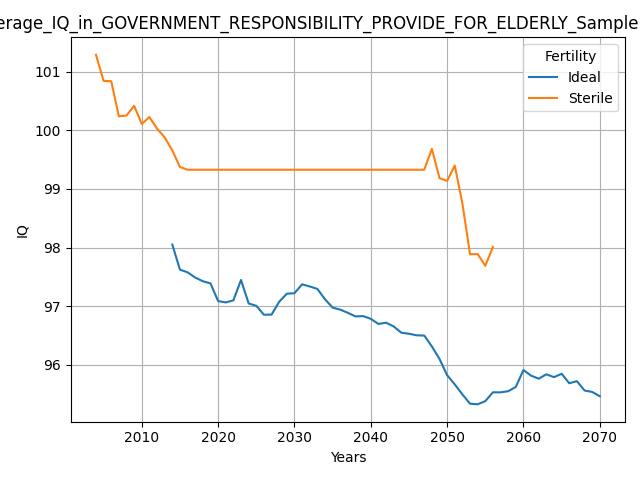 erage_IQ_in_GOVERNMENT_RESPONSIBILITY_PROVIDE_FOR_ELDERLY_Sample
Fertility
Ideal
Sterile
101
100
99
98
97
96
IQ
2010 2020 2030 2040 2050 2060 2070
Years